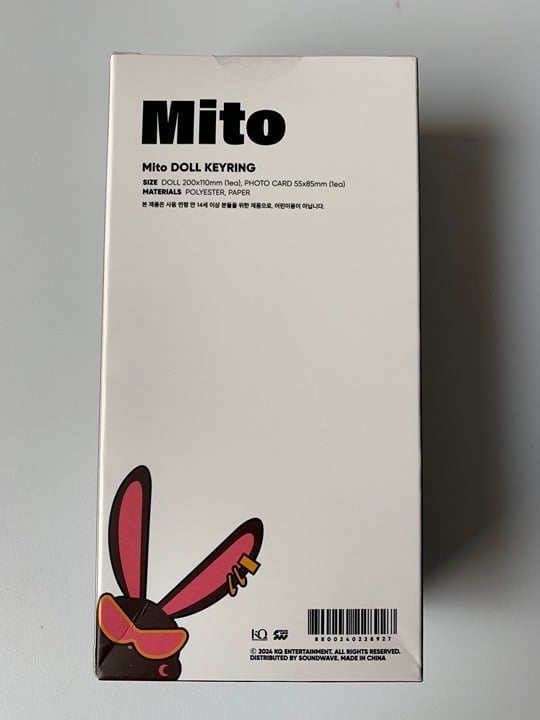 Mito
Mito DOLL KEYRING
SIZE DOLL 200x110mm (1ea), PHOTO CARD 55x85mm (1ea)
MATERIALS POLYESTER, PAPER
본 제품은 사용 연령 만 14세 이상 분들을 위한 제품으로, 어린이용이 아닙니다.
KQ
8800240228927
© 2024 KQ ENTERTAINMENT. ALL RIGHTS RESERVED.
DISTRIBUTED BY SOUNDWAVE. MADE IN CHINA